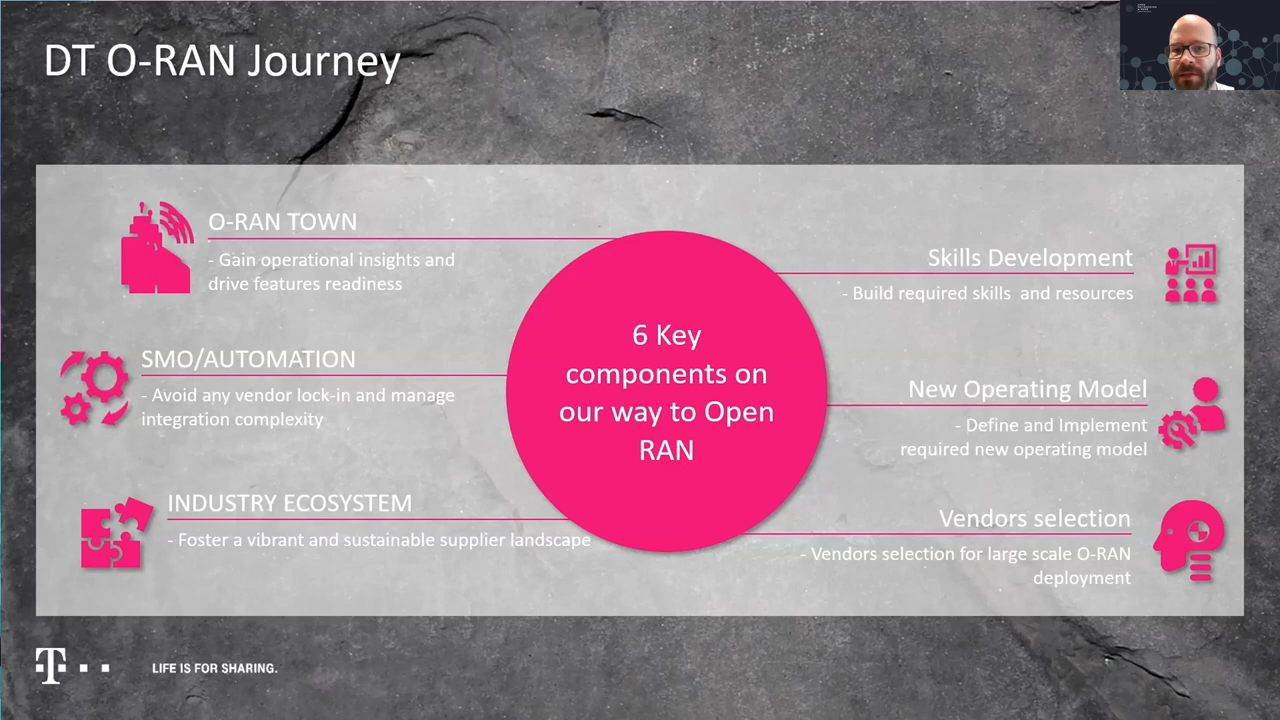 DT O-RAN Journey
O-RAN TOWN
- Gain operational insights and
drive features readiness
SMO/AUTOMATION
- Avoid any vendor lock-in and manage
integration complexity
INDUSTRY ECOSYSTEM
- Foster a vibrant and sustainable supplier landscape
6 Key
components on
our way to Open
RAN
Skills Development
- Build required skills and resources
New Operating Model
- Define and Implement
required new operating model
Vendors selection
- Vendors selection for large scale O-RAN
deployment
T
LIFE IS FOR SHARING.